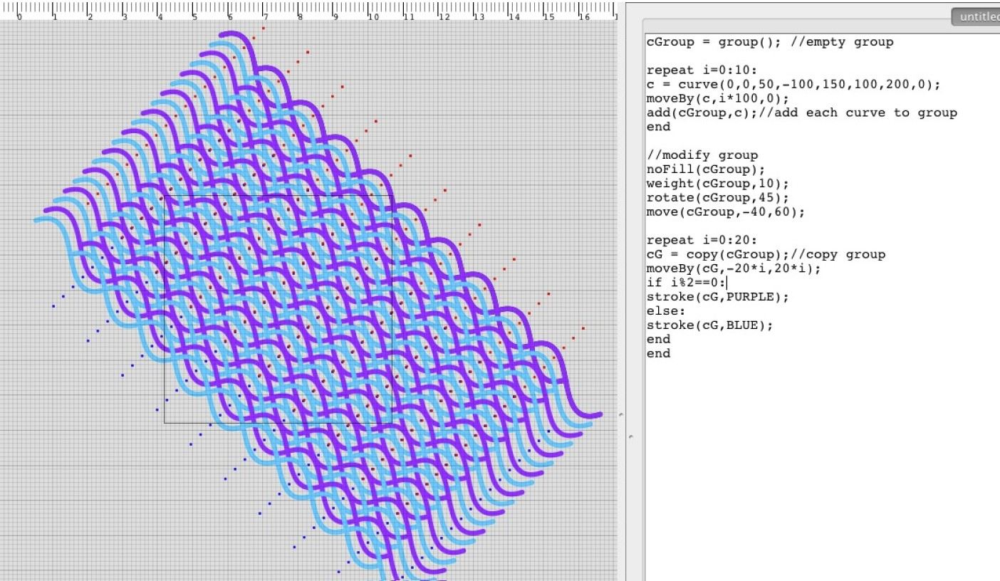 0 1 2 3 4 5 6 7 8 9 10 11 12 13 14 15 16 1
untitled
cGroup = group(); //empty group
repeat i=0:10:
c = curve(0,0,50,-100,150,100,200,0);
moveBy(c,i*100,0);
add(cGroup,c);//add each curve to group
end
//modify group
noFill(cGroup);
weight(cGroup,10);
rotate(cGroup,45);
move(cGroup,-40,60);
repeat i=0:20:
cG = copy(cGroup);//copy group
moveBy(cG,-20*i,20*i);
if i%2==0:
stroke(cG,PURPLE);
else:
stroke(cG,BLUE);
end
end